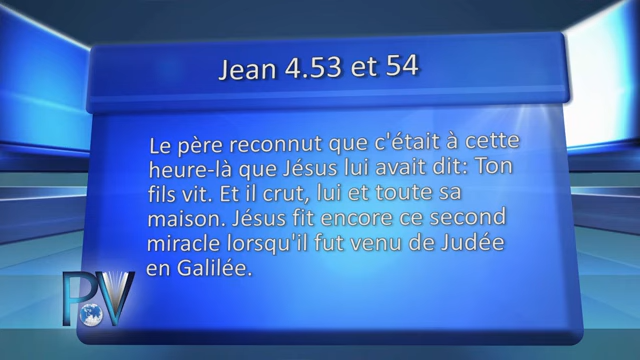 Jean 4.53 et 54
Le père reconnut que c'était à cette
heure-là que Jésus lui avait dit: Ton
fils vit. Et il crut, lui et toute sa
maison. Jésus fit encore ce second
miracle lorsqu'il fut venu de Judée
en Galilée.
PV